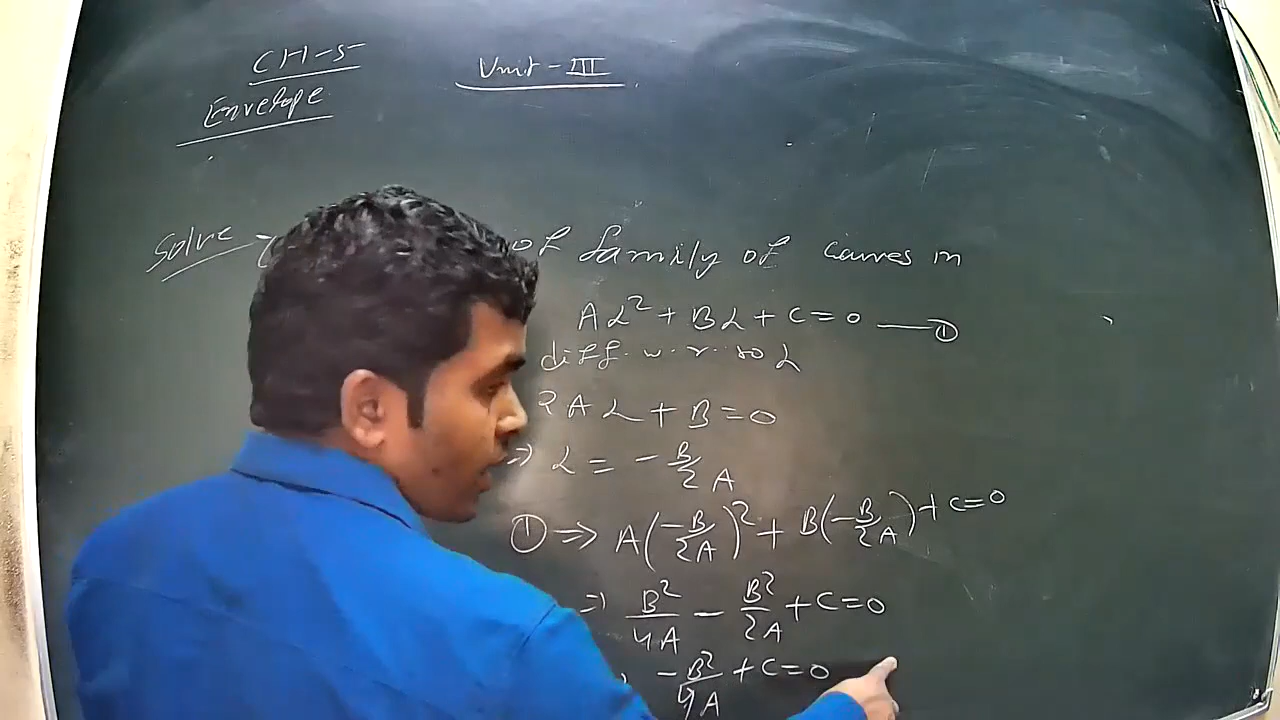 CH-5
Unit-III
Envelope
Solve of family of curves in
Aα² + Bα + C = 0 —— ①
diff. w.r. to α
2Aα + B = 0
⇒ α = -B/2A
① ⇒ A(-B/2A)² + B(-B/2A) + C = 0
⇒ B²/4A - B²/2A + C = 0
-B²/4A + C = 0